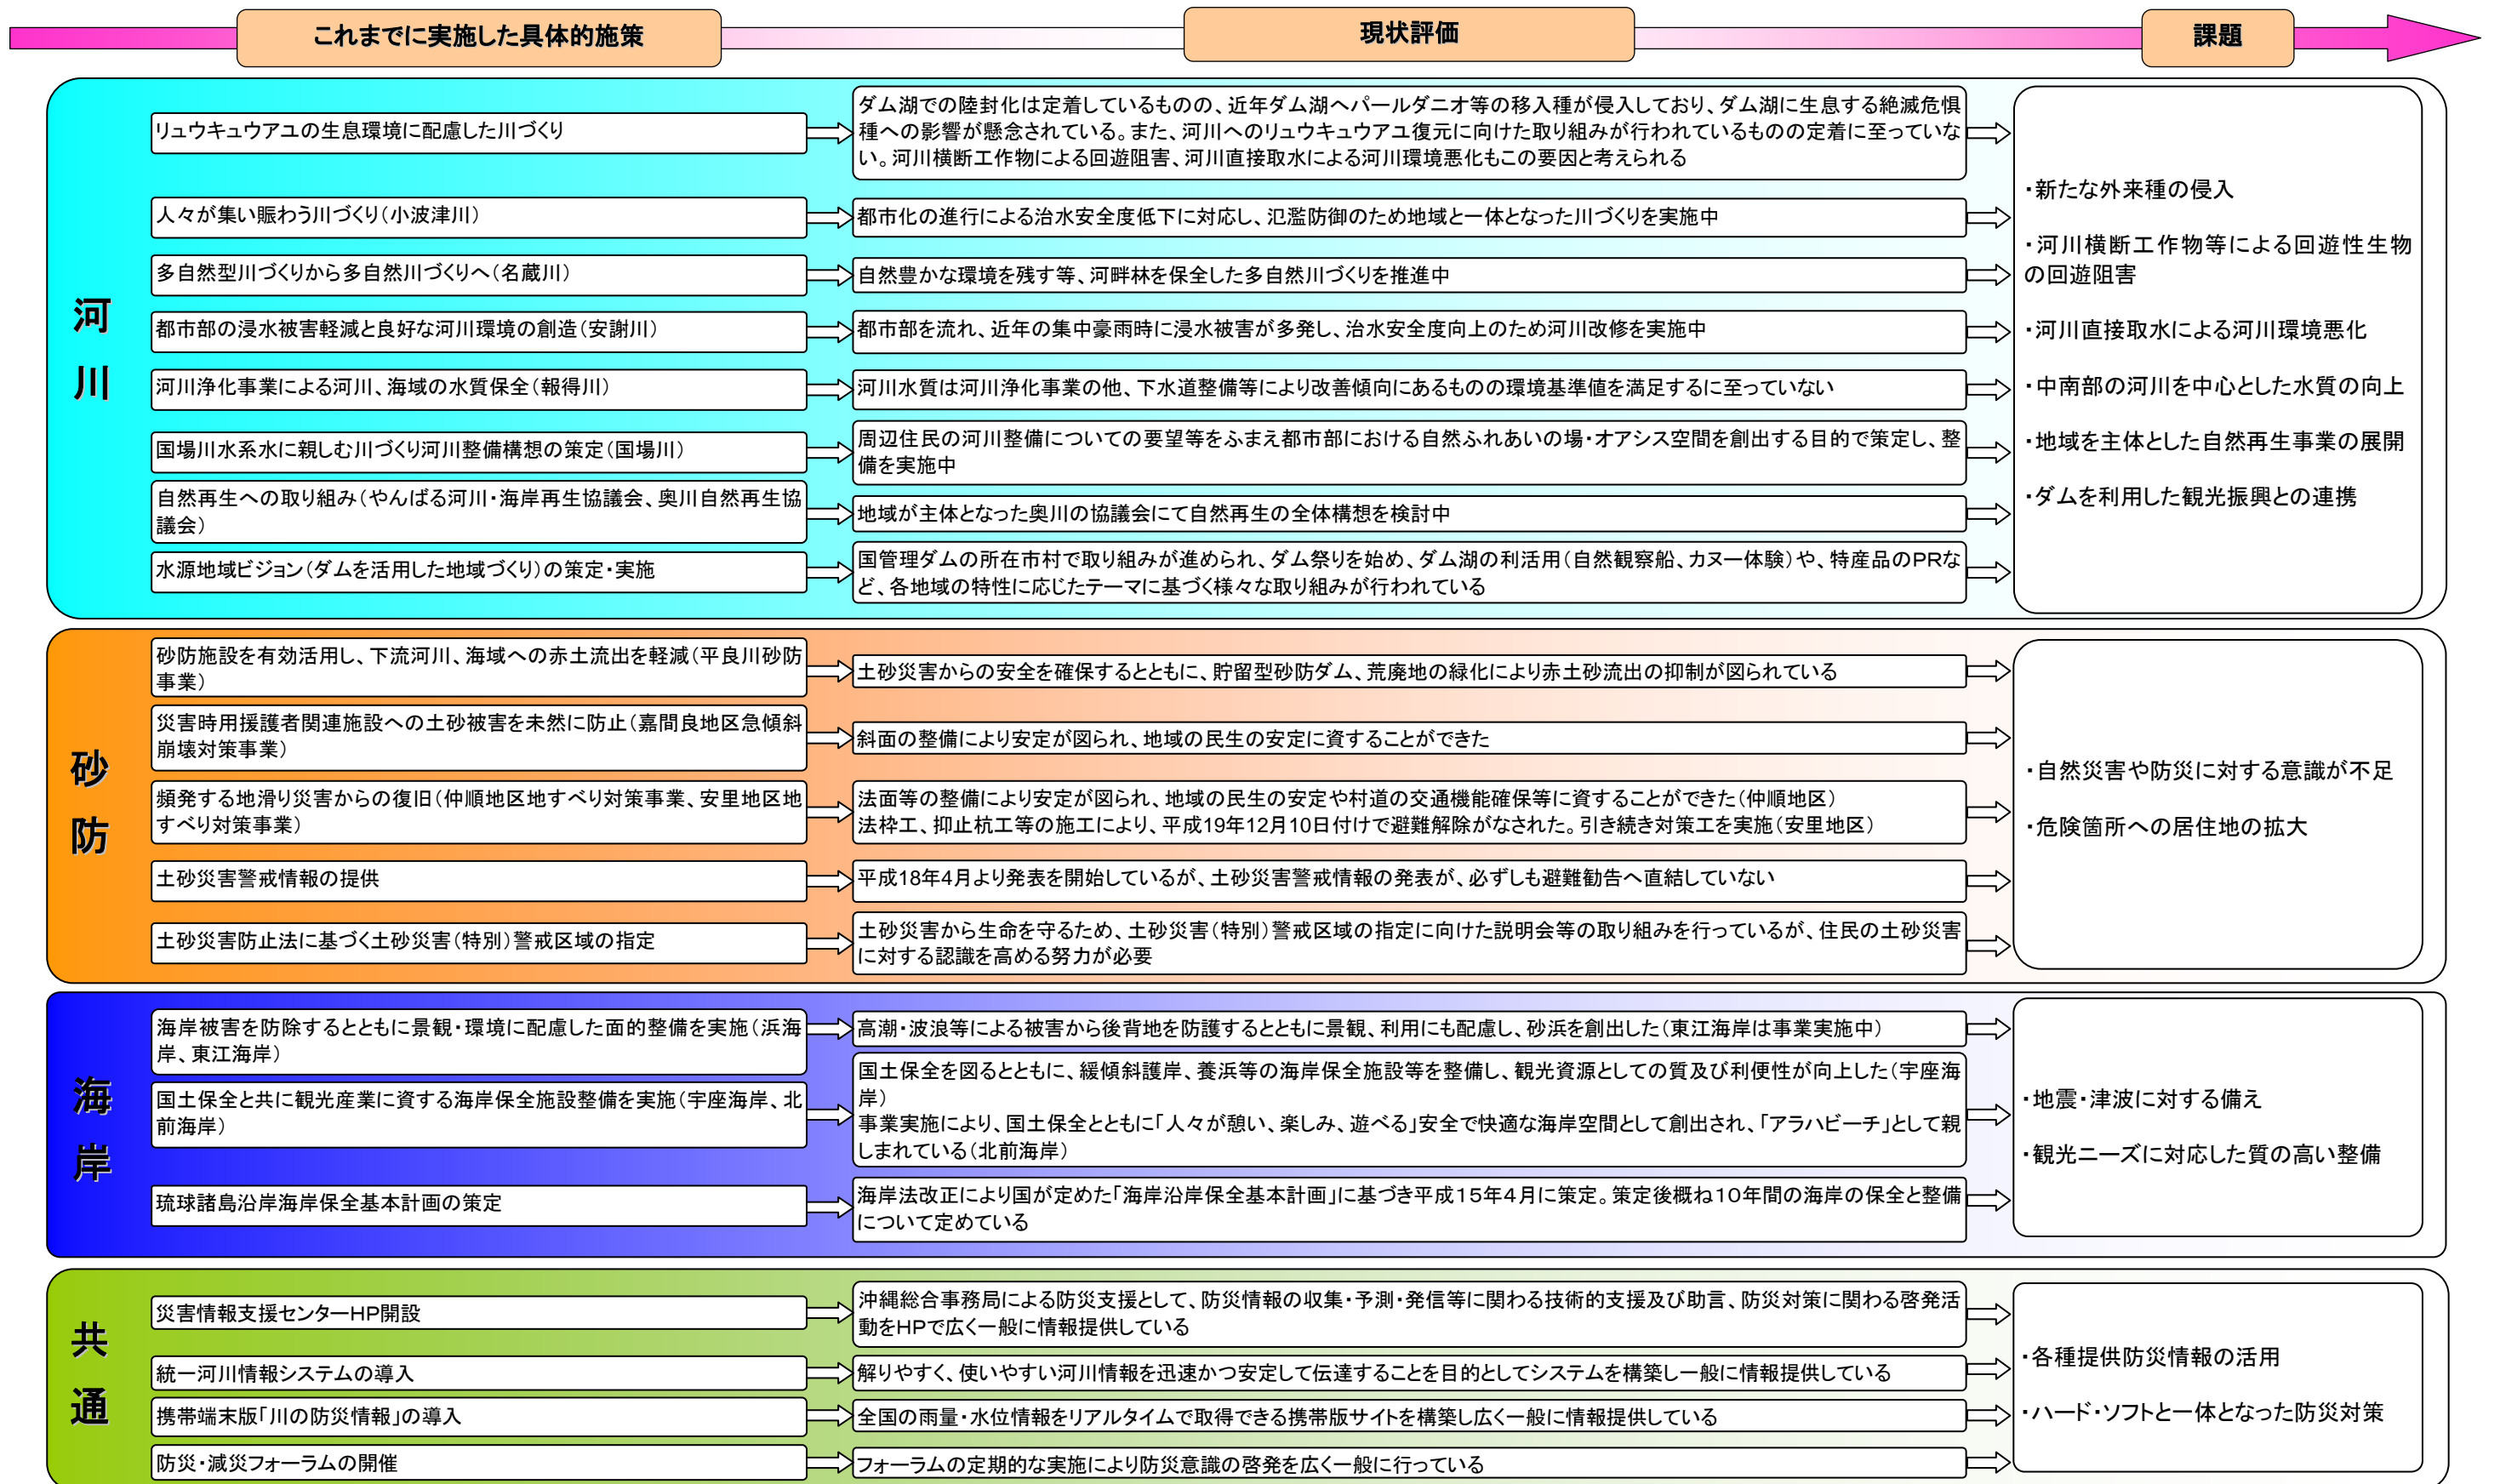 これまでに実施した具体的施策
現状評価
課題
河川
リュウキュウアユの生息環境に配慮した川づくり
ダム湖での陸封化は定着しているものの、近年ダム湖へパールダニオ等の移入種が侵入しており、ダム湖に生息する絶滅危惧
種への影響が懸念されている。また、河川へのリュウキュウアユ復元に向けた取り組みが行われているものの定着に至っていな
い。河川横断工作物による回遊阻害、河川直接取水による河川環境悪化もこの要因と考えられる
人々が集い賑わう川づくり(小波津川)
都市化の進行による治水安全度低下に対応し、氾濫防御のため地域と一体となった川づくりを実施中
多自然型川づくりから多自然川づくりへ(名蔵川)
自然豊かな環境を残す等、河畔林を保全した多自然川づくりを推進中
都市部の浸水被害軽減と良好な河川環境の創造(安謝川)
都市部を流れ、近年の集中豪雨時に浸水被害が多発し、治水安全度向上のため河川改修を実施中
河川浄化事業による河川、海域の水質保全(報得川)
河川水質は河川浄化事業の他、下水道整備等により改善傾向にあるものの環境基準値を満足するに至っていない
国場川水系水に親しむ川づくり河川整備構想の策定(国場川)
周辺住民の河川整備についての要望等をふまえ都市部における自然ふれあいの場・オアシス空間を創出する目的で策定し、整
備を実施中
自然再生への取り組み(やんばる河川・海岸再生協議会、奥川自然再生協
議会)
地域が主体となった奥川の協議会にて自然再生の全体構想を検討中
水源地域ビジョン(ダムを活用した地域づくり)の策定・実施
国管理ダムの所在市村で取り組みが進められ、ダム祭りを始め、ダム湖の利活用(自然観察船、カヌー体験)や、特産品のPRな
ど、各地域の特性に応じたテーマに基づく様々な取り組みが行われている
・新たな外来種の侵入
・河川横断工作物等による回遊性生物
の回遊阻害
・河川直接取水による河川環境悪化
・中南部の河川を中心とした水質の向上
・地域を主体とした自然再生事業の展開
・ダムを利用した観光振興との連携
砂防
砂防施設を有効活用し、下流河川、海域への赤土流出を軽減(平良川砂防
事業)
土砂災害からの安全を確保するとともに、貯留型砂防ダム、荒廃地の緑化により赤土砂流出の抑制が図られている
災害時用援護者関連施設への土砂被害を未然に防止(嘉間良地区急傾斜
崩壊対策事業)
斜面の整備により安定が図られ、地域の民生の安定に資することができた
頻発する地滑り災害からの復旧(仲順地区地すべり対策事業、安里地区地
すべり対策事業)
法面等の整備により安定が図られ、地域の民生の安定や村道の交通機能確保等に資することができた(仲順地区)
法枠工、抑止杭工等の施工により、平成19年12月10日付けで避難解除がなされた。引き続き対策工を実施(安里地区)
土砂災害警戒情報の提供
平成18年4月より発表を開始しているが、土砂災害警戒情報の発表が、必ずしも避難勧告へ直結していない
土砂災害防止法に基づく土砂災害(特別)警戒区域の指定
土砂災害から生命を守るため、土砂災害(特別)警戒区域の指定に向けた説明会等の取り組みを行っているが、住民の土砂災害
に対する認識を高める努力が必要
・自然災害や防災に対する意識が不足
・危険箇所への居住地の拡大
海岸
海岸被害を防除するとともに景観・環境に配慮した面的整備を実施(浜海
岸、東江海岸)
高潮・波浪等による被害から後背地を防護するとともに景観、利用にも配慮し、砂浜を創出した(東江海岸は事業実施中)
国土保全と共に観光産業に資する海岸保全施設整備を実施(宇座海岸、北
前海岸)
国土保全を図るとともに、緩傾斜護岸、養浜等の海岸保全施設等を整備し、観光資源としての質及び利便性が向上した(宇座海
岸)
事業実施により、国土保全とともに「人々が憩い、楽しみ、遊べる」安全で快適な海岸空間として創出され、「アラハビーチ」として親
しまれている(北前海岸)
琉球諸島沿岸海岸保全基本計画の策定
海岸法改正により国が定めた「海岸沿岸保全基本計画」に基づき平成15年4月に策定。策定後概ね10年間の海岸の保全と整備
について定めている
・地震・津波に対する備え
・観光ニーズに対応した質の高い整備
共通
災害情報支援センターHP開設
沖縄総合事務局による防災支援として、防災情報の収集・予測・発信等に関わる技術的支援及び助言、防災対策に関わる啓発活
動をHPで広く一般に情報提供している
統一河川情報システムの導入
解りやすく、使いやすい河川情報を迅速かつ安定して伝達することを目的としてシステムを構築し一般に情報提供している
携帯端末版「川の防災情報」の導入
全国の雨量・水位情報をリアルタイムで取得できる携帯版サイトを構築し広く一般に情報提供している
防災・減災フォーラムの開催
フォーラムの定期的な実施により防災意識の啓発を広く一般に行っている
・各種提供防災情報の活用
・ハード・ソフトと一体となった防災対策